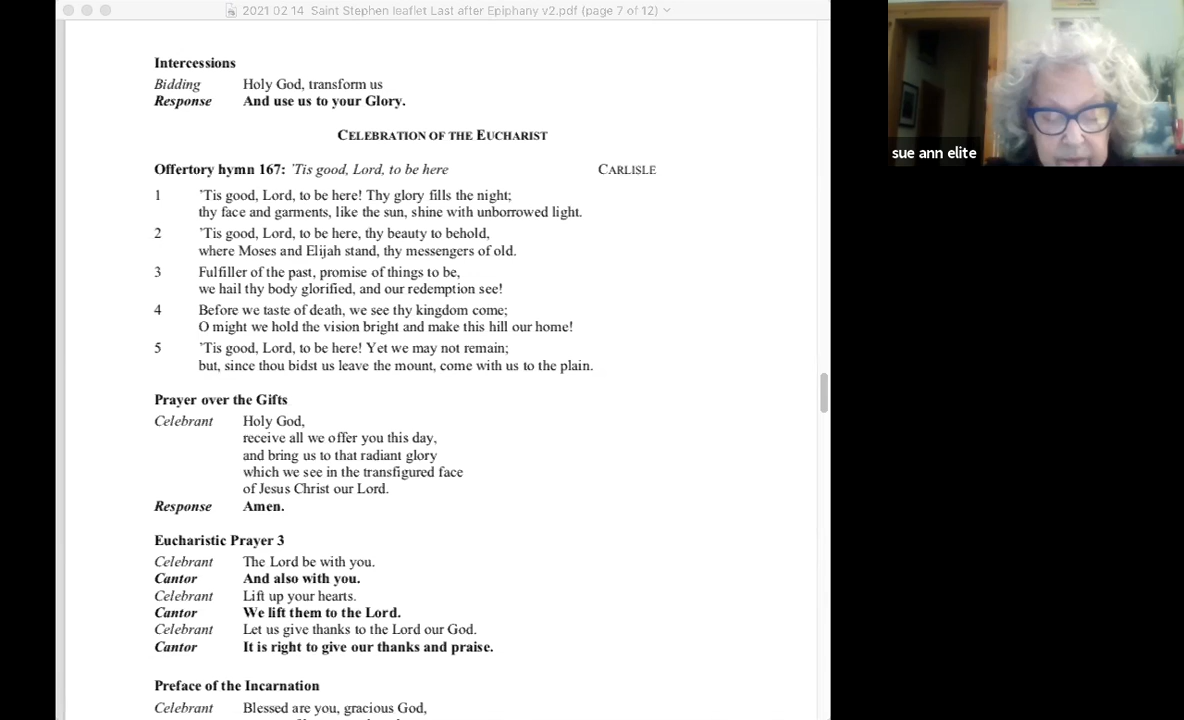 2021 02.14 Saint Stephen leaflet Last after Epiphany v2.pdf (page 7 of 12)
Intercessions
Bidding Holy God, transform us
Response And use us to your Glory.
CELEBRATION OF THE EUCHARIST
Offertory hymn 167: ’Tis good, Lord, to be here CARLISLE
1 ’Tis good, Lord, to be here! Thy glory fills the night;
thy face and garments, like the sun, shine with unborrowed light.
2 ’Tis good, Lord, to be here, thy beauty to behold,
where Moses and Elijah stand, thy messengers of old.
3 Fulfiller of the past, promise of things to be,
we hail thy body glorified, and our redemption see!
4 Before we taste of death, we see thy kingdom come;
O might we hold the vision bright and make this hill our home!
5 ’Tis good, Lord, to be here! Yet we may not remain;
but, since thou bidst us leave the mount, come with us to the plain.
Prayer over the Gifts
Celebrant Holy God,
receive all we offer you this day,
and bring us to that radiant glory
which we see in the transfigured face
of Jesus Christ our Lord.
Response Amen.
Eucharistic Prayer 3
Celebrant The Lord be with you.
Cantor And also with you.
Celebrant Lift up your hearts.
Cantor We lift them to the Lord.
Celebrant Let us give thanks to the Lord our God.
Cantor It is right to give our thanks and praise.
Preface of the Incarnation
Celebrant Blessed are you, gracious God,
sue ann elite